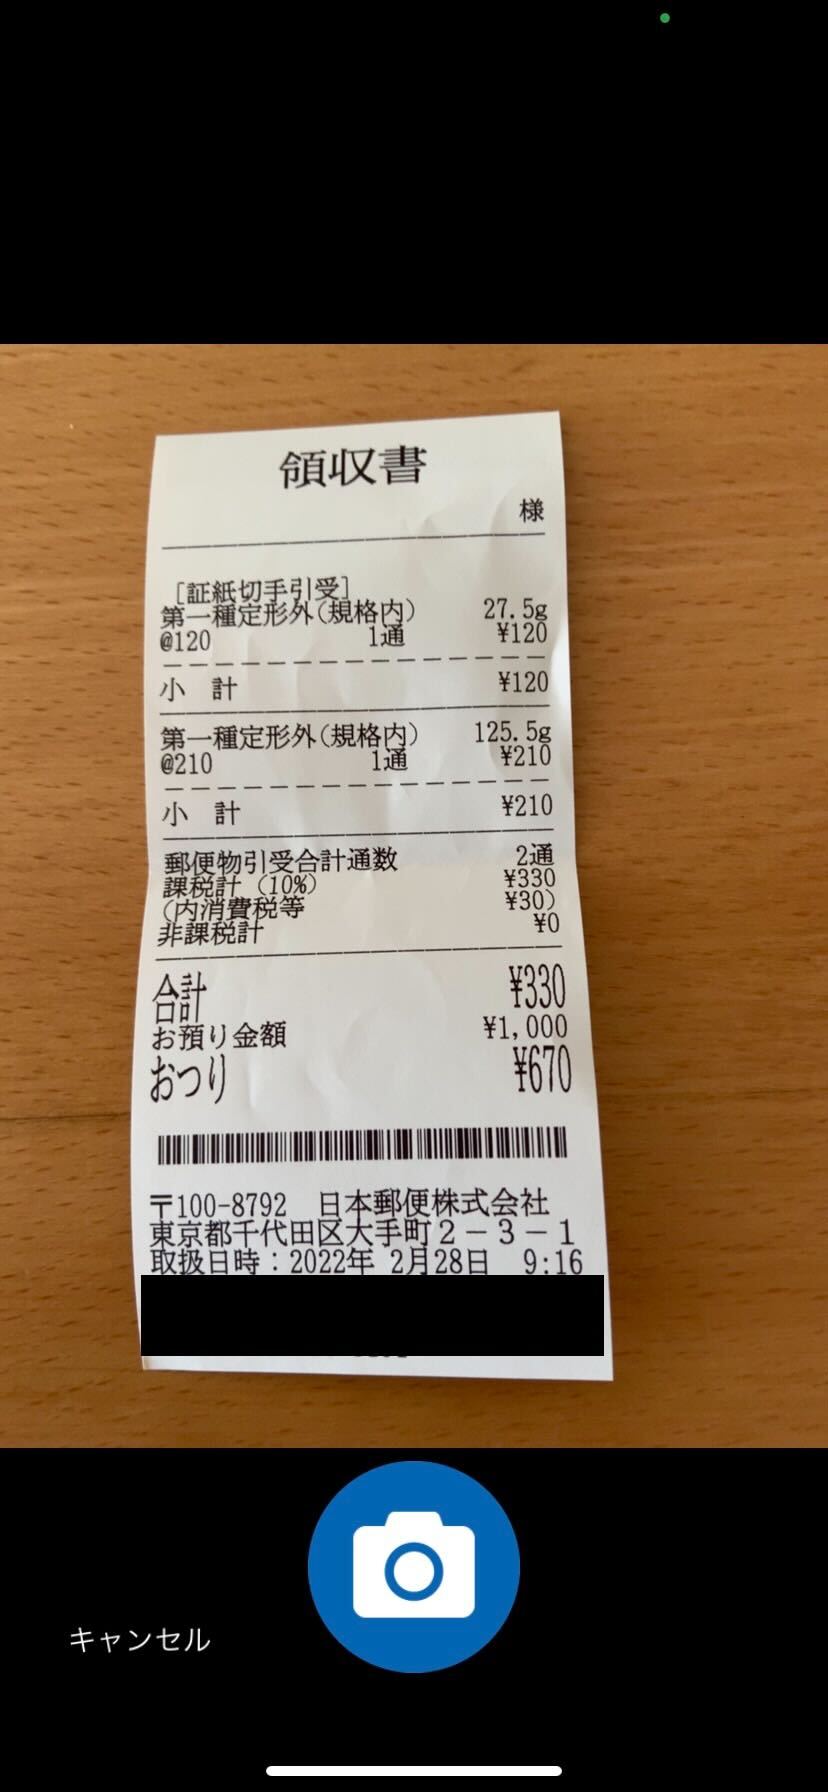 領収書
様
[証紙切手引受]
第一種定形外(規格内) 27.5g
@120 1通 ¥120
小 計 ¥120
第一種定形外(規格内) 125.5g
@210 1通 ¥210
小 計 ¥210
郵便物引受合計通数 2通
課税計 (10%) ¥330
(内消費税等 ¥30)
非課税計 ¥0
合計 ¥330
お預り金額 ¥1,000
おつり ¥670
〒100-8792 日本郵便株式会社
東京都千代田区大手町2-3-1
取扱日時:2022年 2月28日 9:16
キャンセル